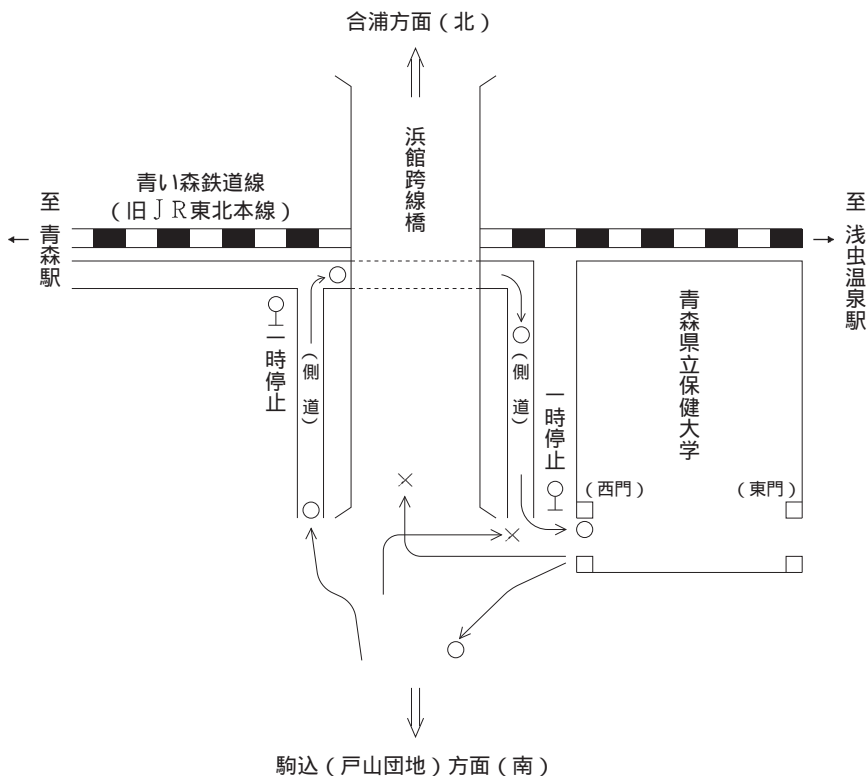 合浦方面（北）
浜館跨線橋
青い森鉄道線
（旧ＪＲ東北本線）
至 青森駅
至 浅虫温泉駅
一時停止
（側道）
（側道）
一時停止
青森県立保健大学
（西門）
（東門）
駒込（戸山団地）方面（南）